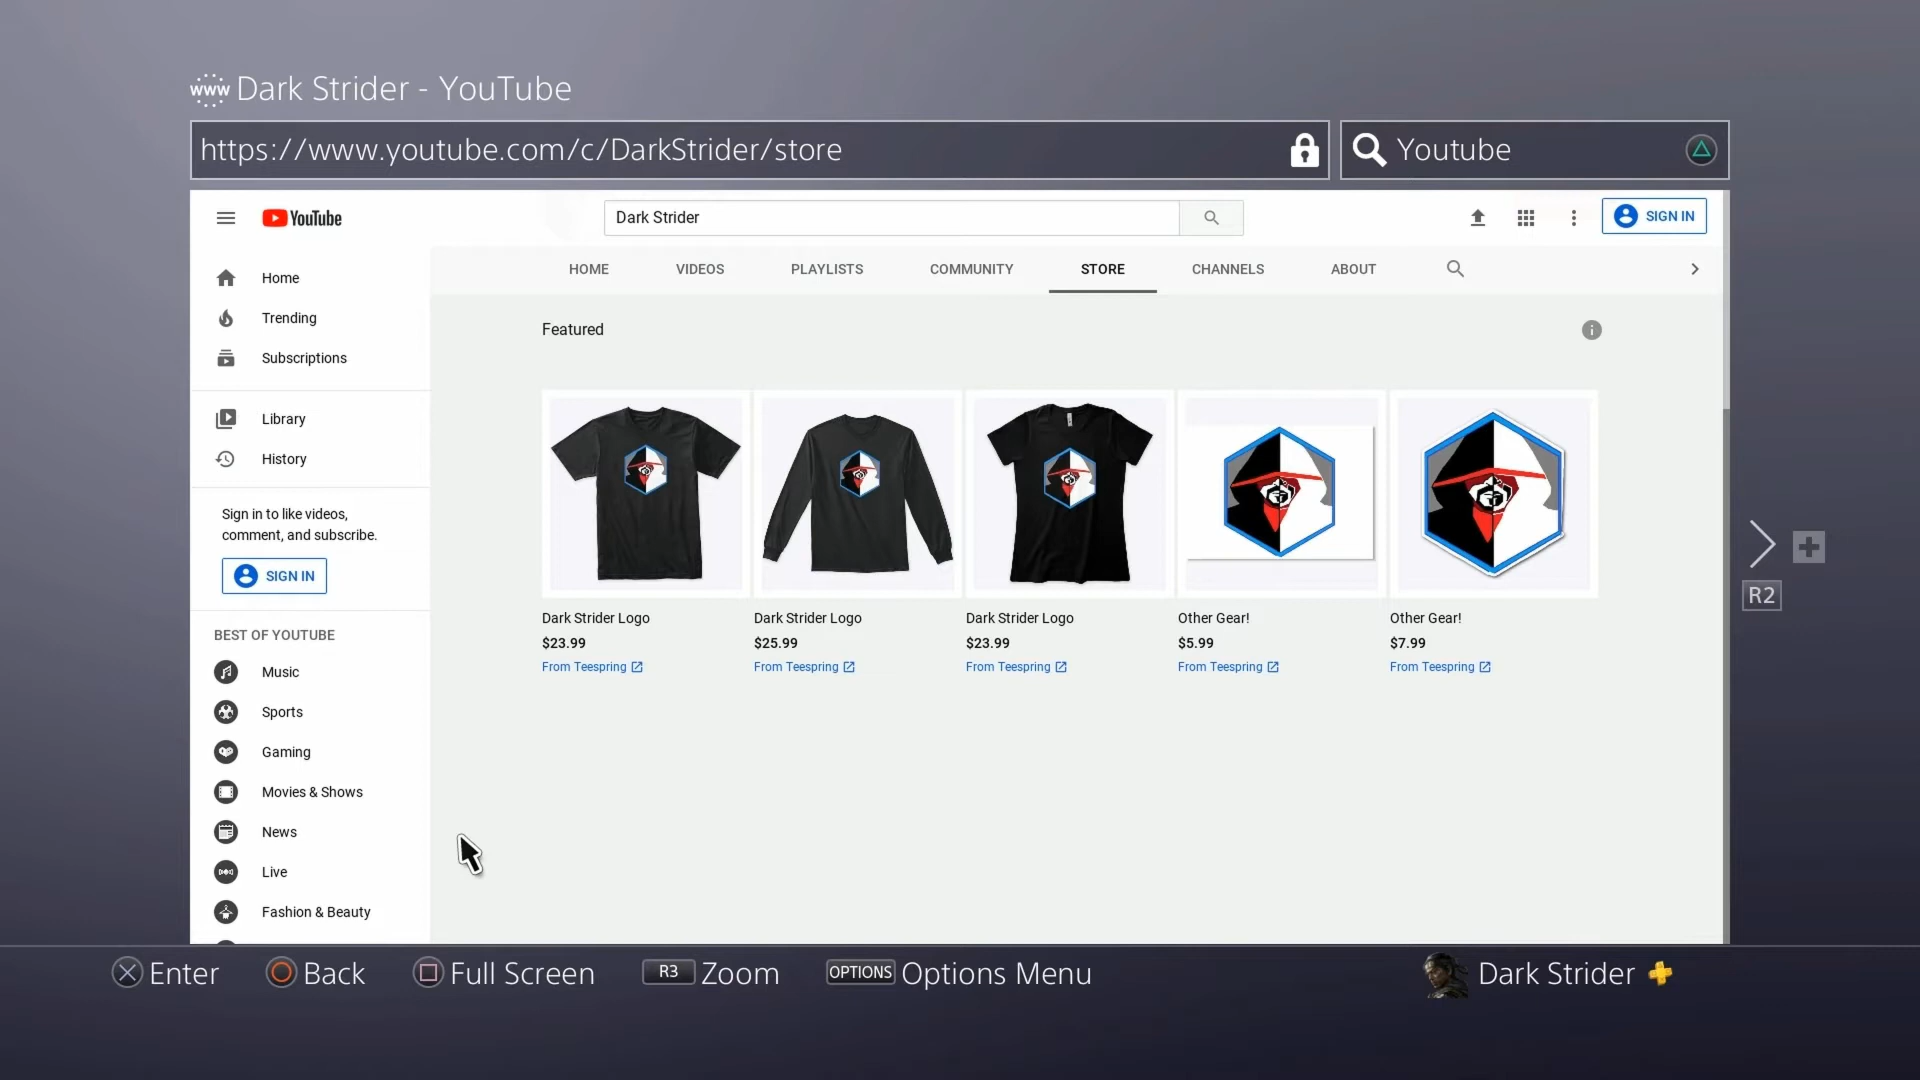 www Dark Strider - YouTube
https://www.youtube.com/c/DarkStrider/store
Youtube
YouTube
Dark Strider
SIGN IN
HOME VIDEOS PLAYLISTS COMMUNITY STORE CHANNELS ABOUT
Home
Trending
Subscriptions
Library
History
Sign in to like videos,
comment, and subscribe.
SIGN IN
BEST OF YOUTUBE
Music
Sports
Gaming
Movies & Shows
News
Live
Fashion & Beauty
Featured
Dark Strider Logo
$23.99
From Teespring
Dark Strider Logo
$25.99
From Teespring
Dark Strider Logo
$23.99
From Teespring
Other Gear!
$5.99
From Teespring
Other Gear!
$7.99
From Teespring
R2
Enter Back Full Screen R3 Zoom OPTIONS Options Menu Dark Strider